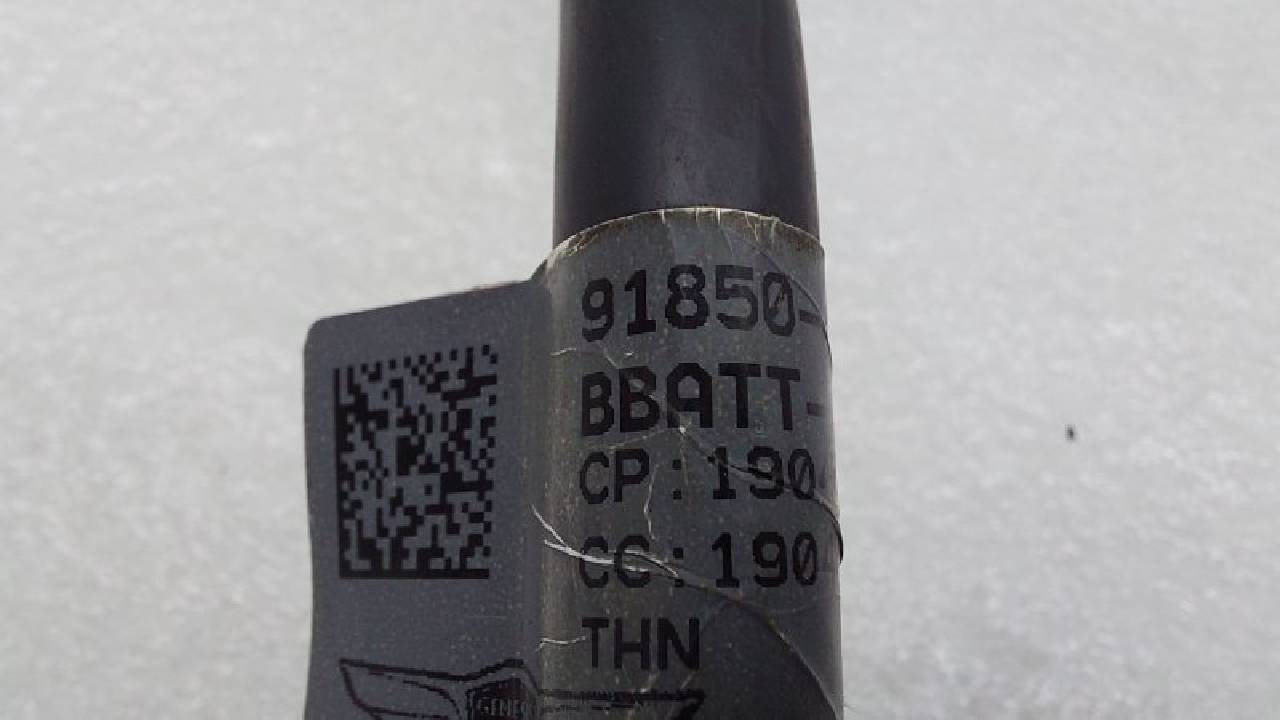 91850-
BBATT-
CP:190
CC:190
THN